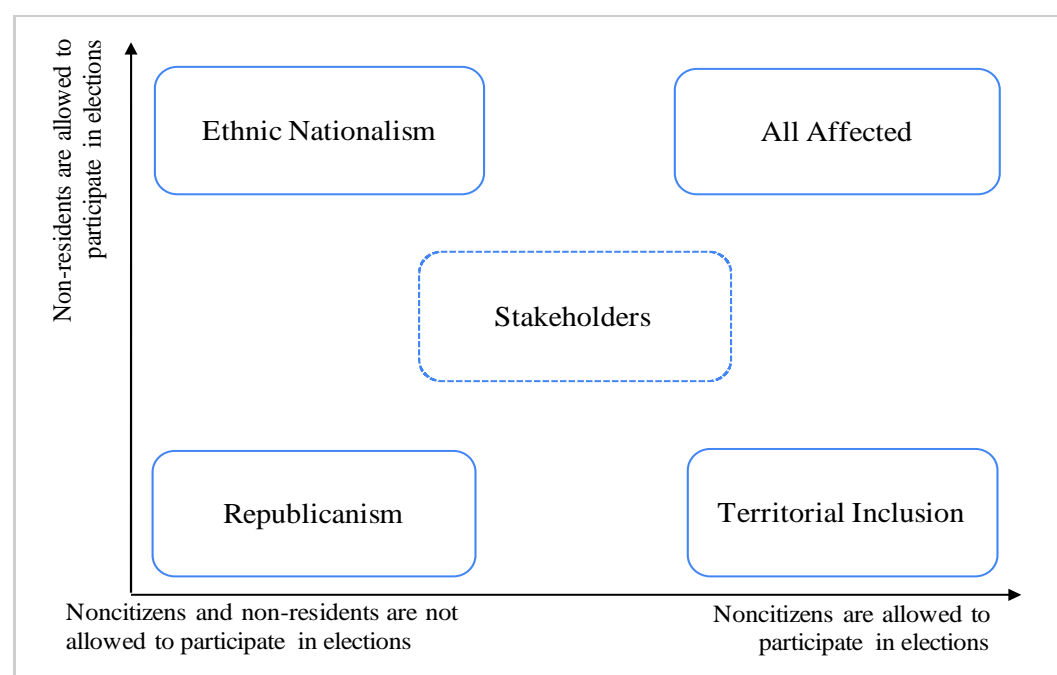 Non-residents are allowed to
participate in elections
Ethnic Nationalism
All Affected
Stakeholders
Republicanism
Territorial Inclusion
Noncitizens and non-residents are not
allowed to participate in elections
Noncitizens are allowed to
participate in elections